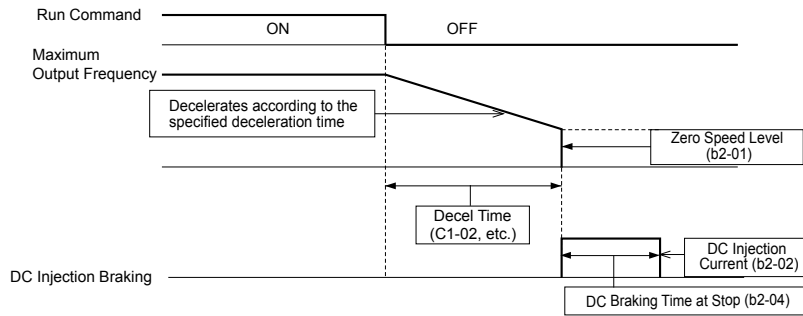 Run Command
ON
OFF
Maximum
Output Frequency
Decelerates according to the
specified deceleration time
Zero Speed Level
(b2-01)
Decel Time
(C1-02, etc.)
DC Injection
Current (b2-02)
DC Injection Braking
DC Braking Time at Stop (b2-04)